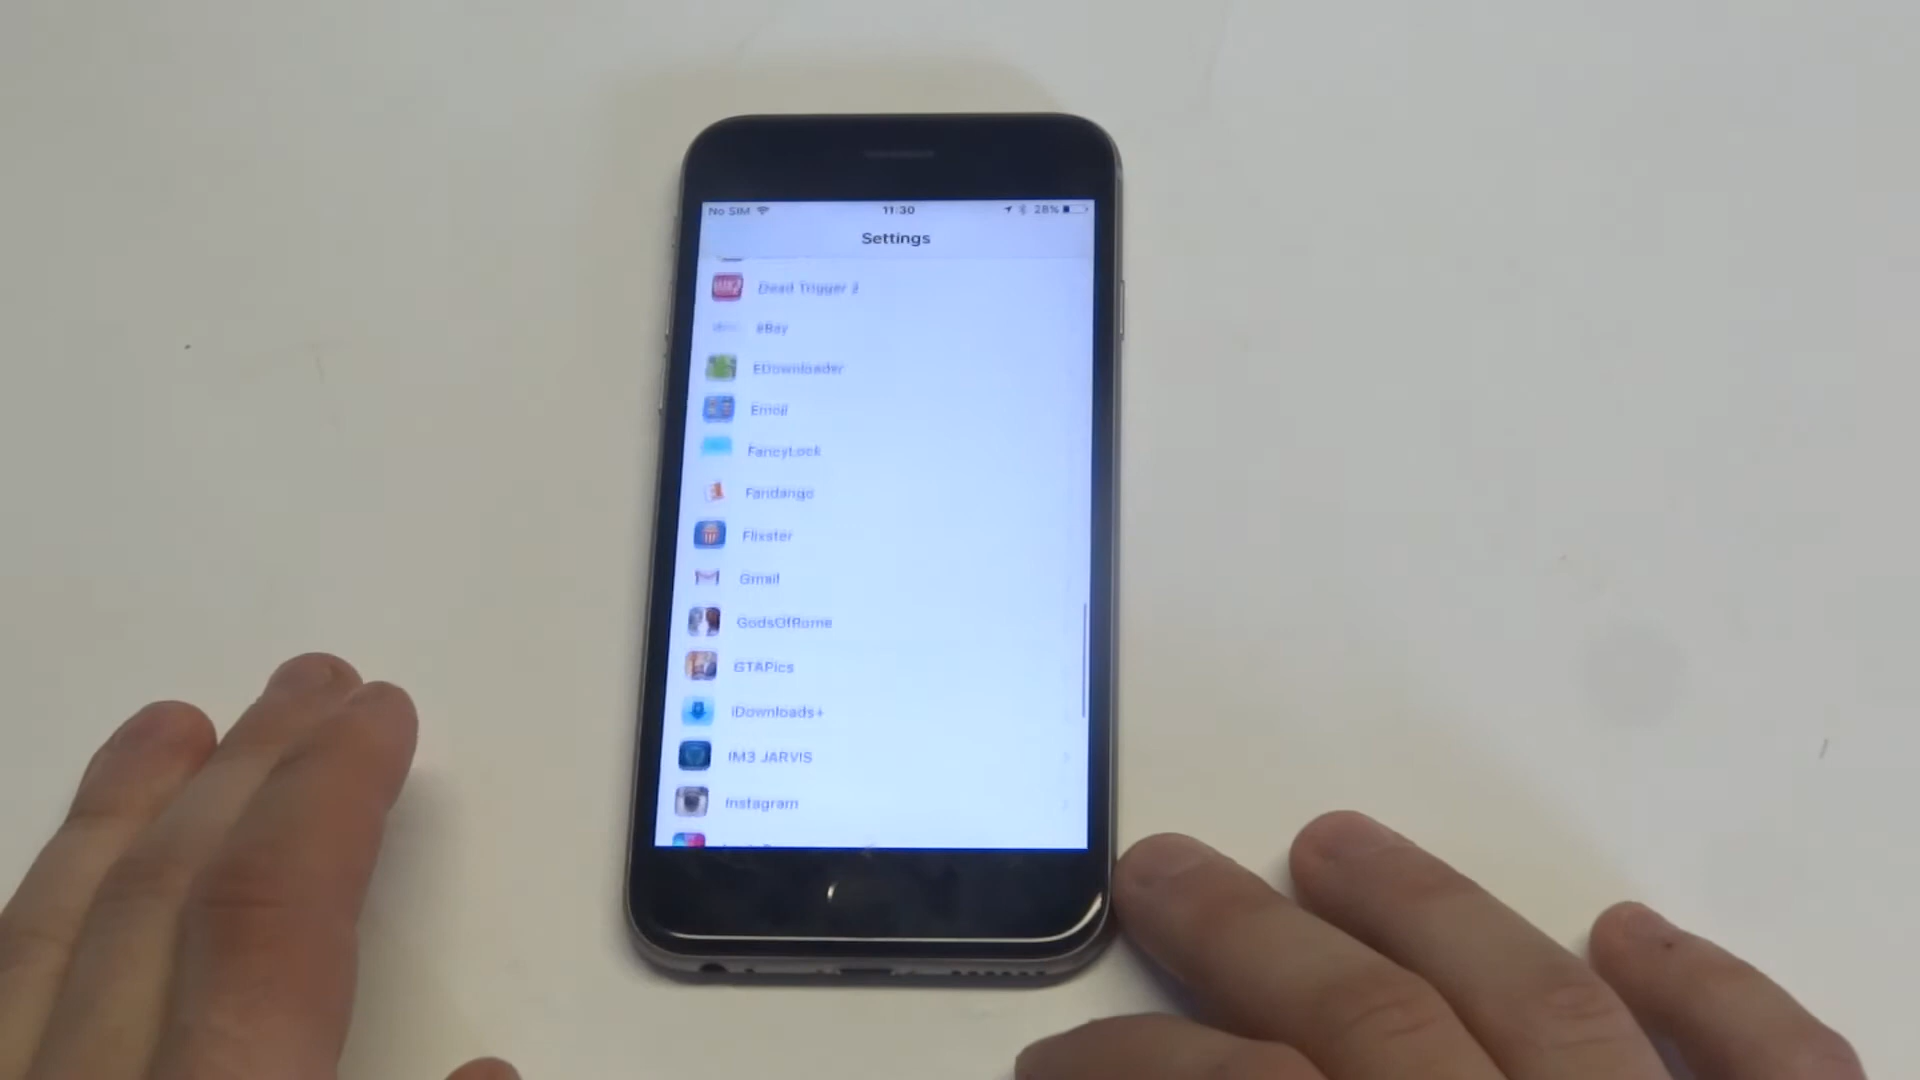 No SIM 11:30 28%
Settings
Dead Trigger 2
eBay
EDownloader
Emoji
FancyLock
Fandango
Flixster
Gmail
GodsOfRome
GTAPics
iDownloads+
IM3 JARVIS
Instagram